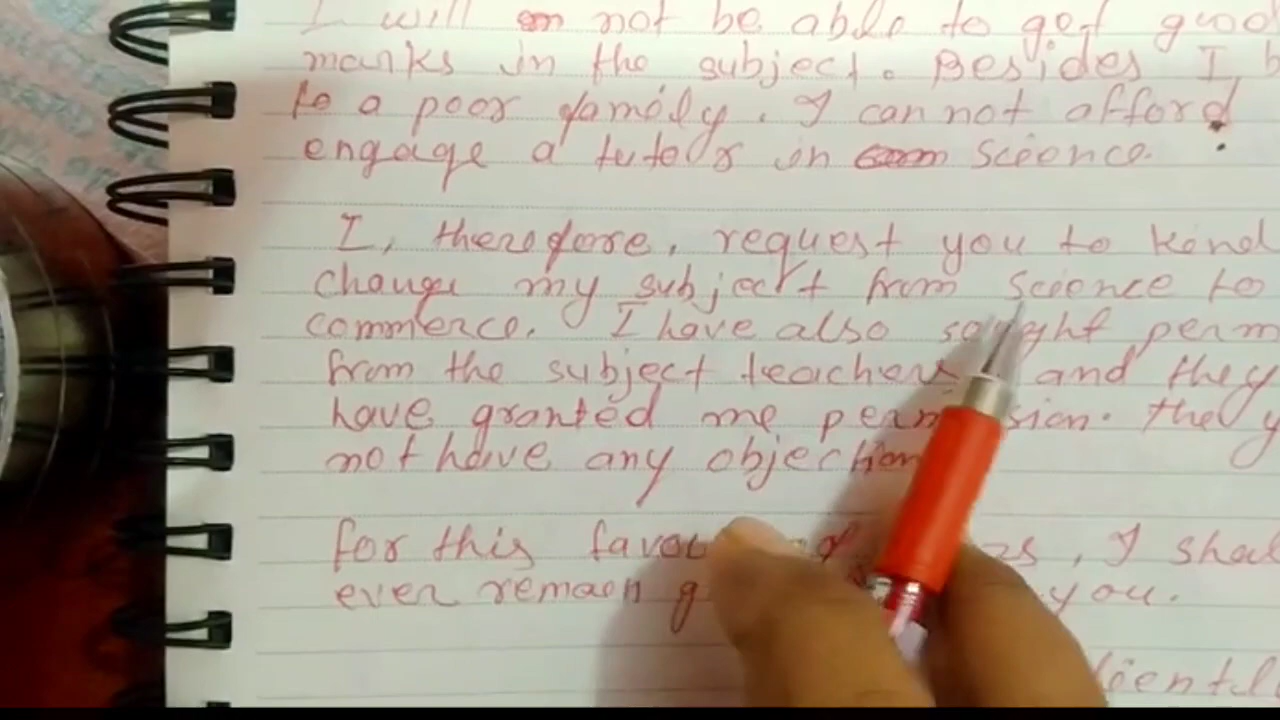 I will not be able to get good
marks in the subject. Besides I b
to a poor family. I can not afford
engage a tutor in Science.
I, therefore, request you to kind
change my subject from Science to
commerce. I have also sought perm
from the subject teachers and they
have granted me permission. they
not have any objection
for this favou of s, I shal
ever remain g you.
dientl